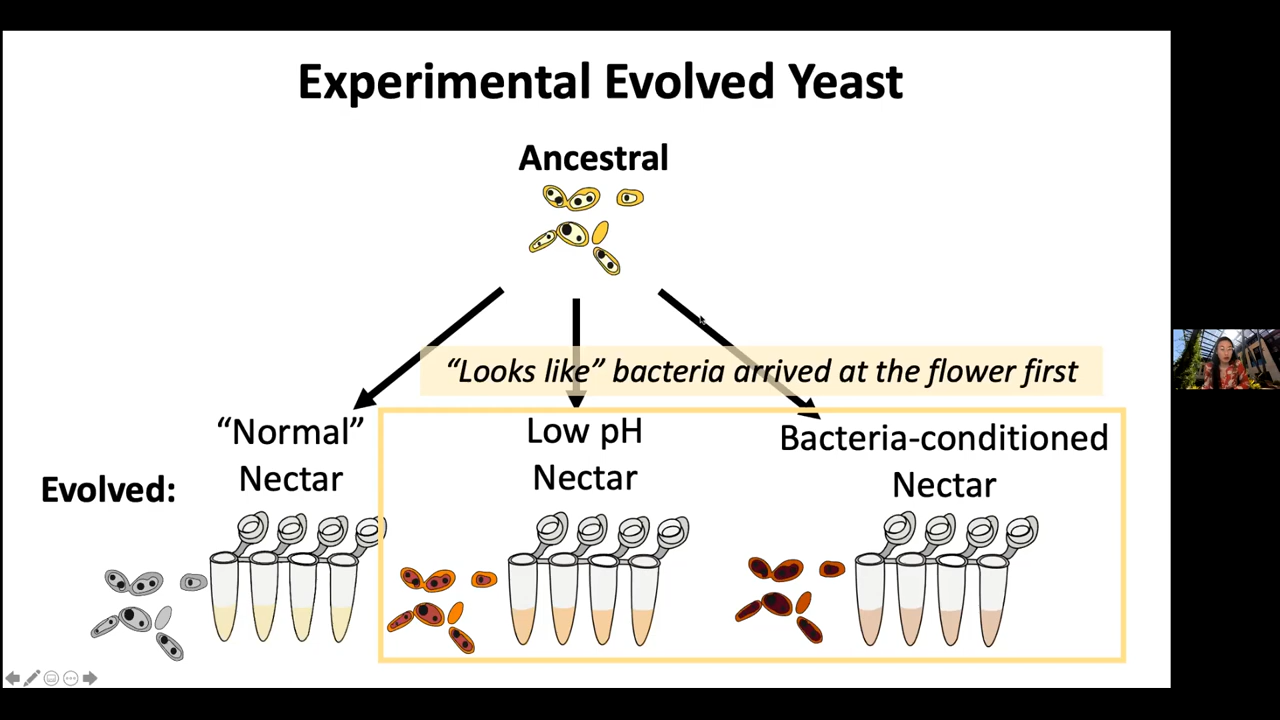 Experimental Evolved Yeast
Ancestral
“Looks like” bacteria arrived at the flower first
Evolved:
“Normal”
Nectar
Low pH
Nectar
Bacteria-conditioned
Nectar